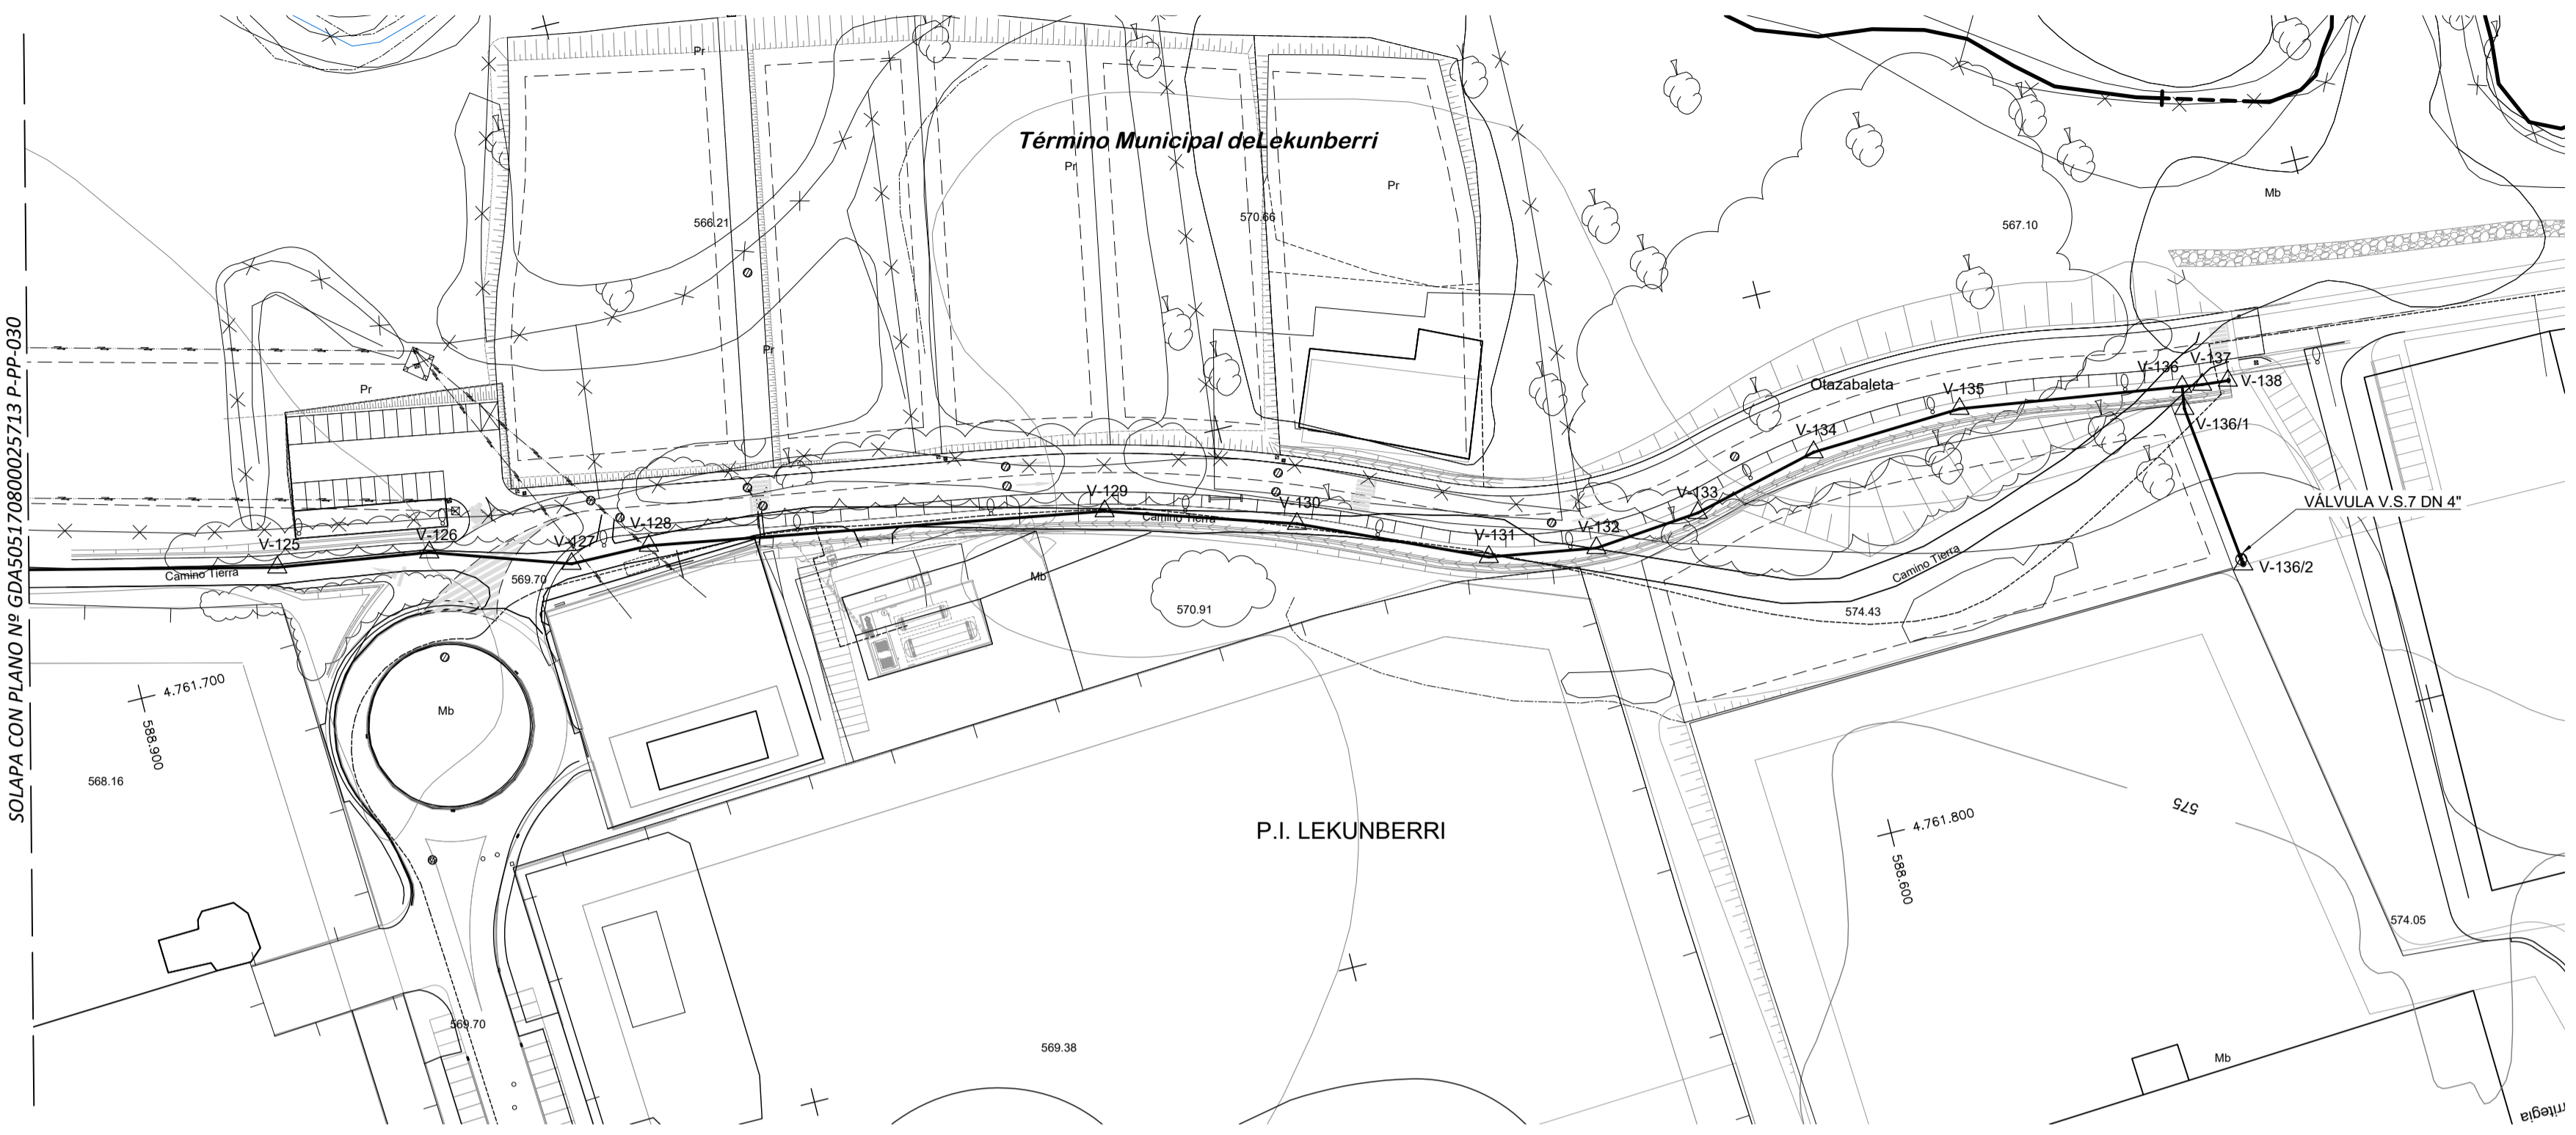 Pr
Término Municipal deLekunberri
Pr
Pr
Mb
566.21
570.66
567.10
SOLAPA CON PLANO Nº GDA5051708000025713 P-PP-030
Pr
Pr
Otazabaleta
V-135
V-136
V-137
V-138
V-136/1
V-134
V-133
V-125
V-126
V-127
V-128
V-129
V-130
V-131
V-132
VÁLVULA V.S.7 DN 4"
V-136/2
Camino Tierra
Camino Tierra
Camino Tierra
569.70
Mb
570.91
574.43
4.761.700
588.900
Mb
568.16
P.I. LEKUNBERRI
575
4.761.800
588.600
574.05
569.70
569.38
Mb